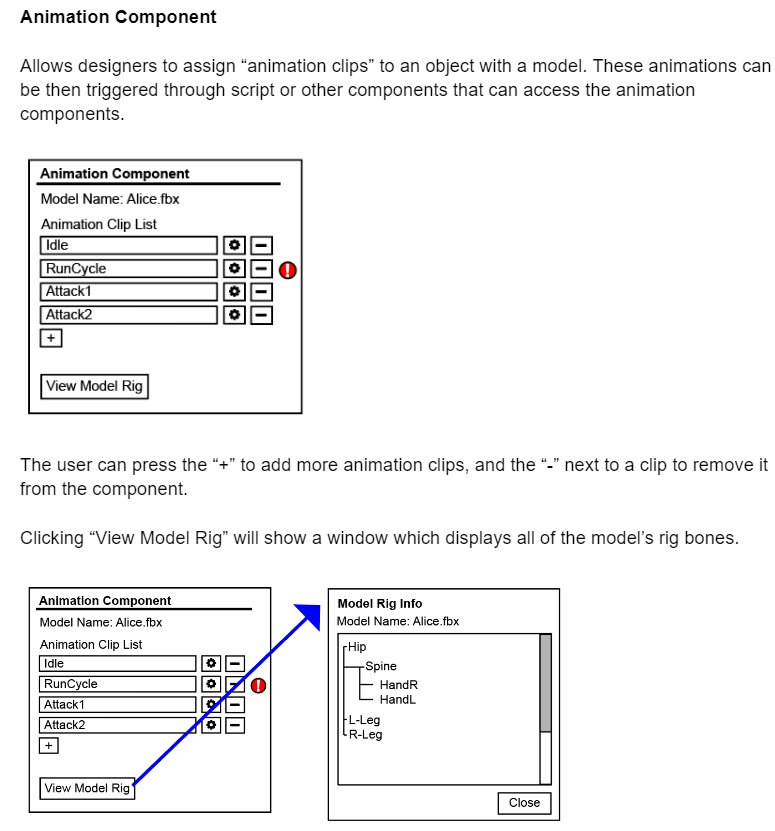 Animation Component
Allows designers to assign “animation clips” to an object with a model. These animations can
be then triggered through script or other components that can access the animation
components.
Animation Component
Model Name: Alice.fbx
Animation Clip List
Idle
RunCycle
Attack1
Attack2
+
View Model Rig
The user can press the “+” to add more animation clips, and the “-” next to a clip to remove it
from the component.
Clicking “View Model Rig” will show a window which displays all of the model’s rig bones.
Animation Component
Model Name: Alice.fbx
Animation Clip List
Idle
RunCycle
Attack1
Attack2
+
View Model Rig
Model Rig Info
Model Name: Alice.fbx
Hip
Spine
HandR
HandL
L-Leg
R-Leg
Close